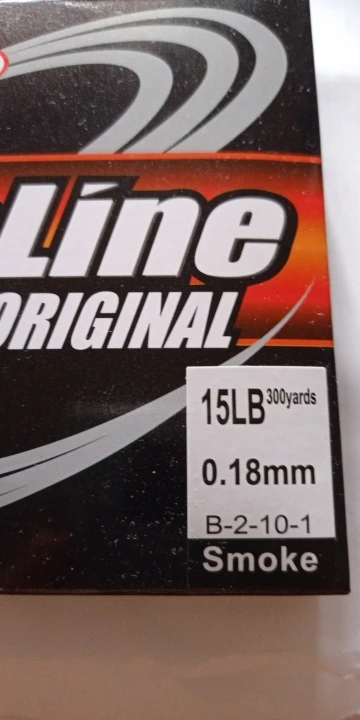 Line
ORIGINAL
15LB 300yards
0.18mm
B-2-10-1
Smoke